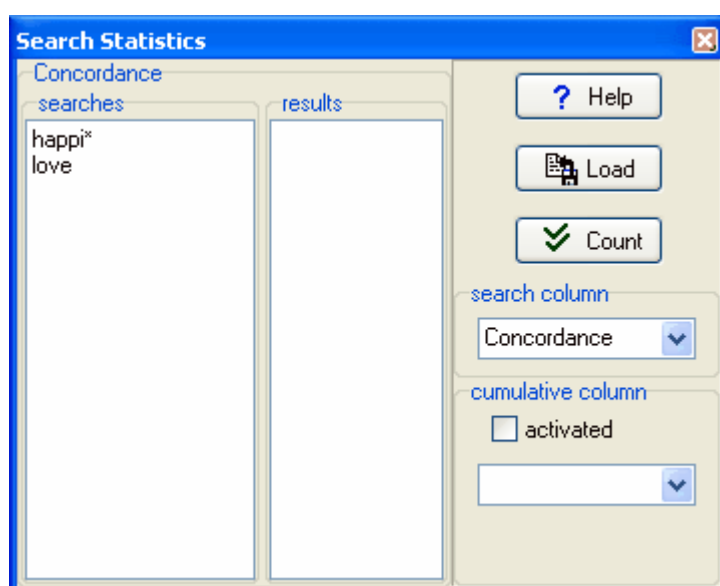 Search Statistics
Concordance
searches
results
happi*
love
? Help
Load
Count
search column
Concordance
cumulative column
activated